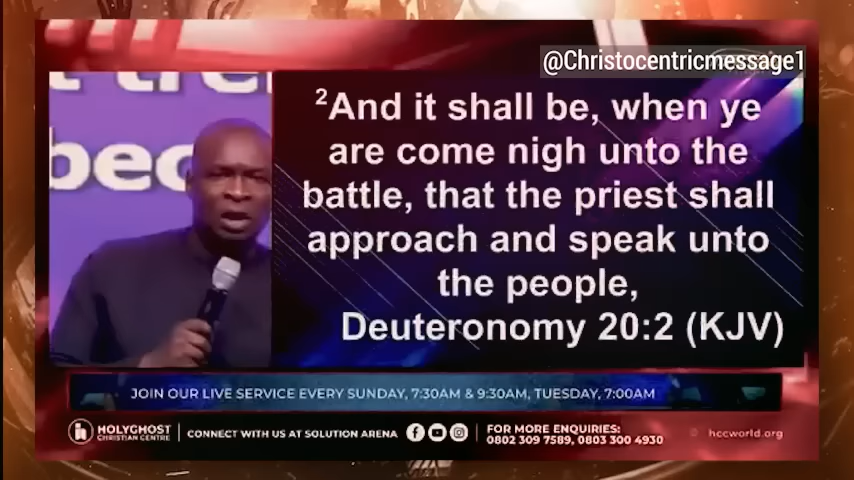 @Christocentricmessage1
2And it shall be, when ye
are come nigh unto the
battle, that the priest shall
approach and speak unto
the people,
Deuteronomy 20:2 (KJV)
JOIN OUR LIVE SERVICE EVERY SUNDAY, 7:30AM & 9:30AM, TUESDAY, 7:00AM
HOLYGHOST
CHRISTIAN CENTRE
CONNECT WITH US AT SOLUTION ARENA
FOR MORE ENQUIRIES:
0802 309 7589, 0803 300 4930
hccworld.org